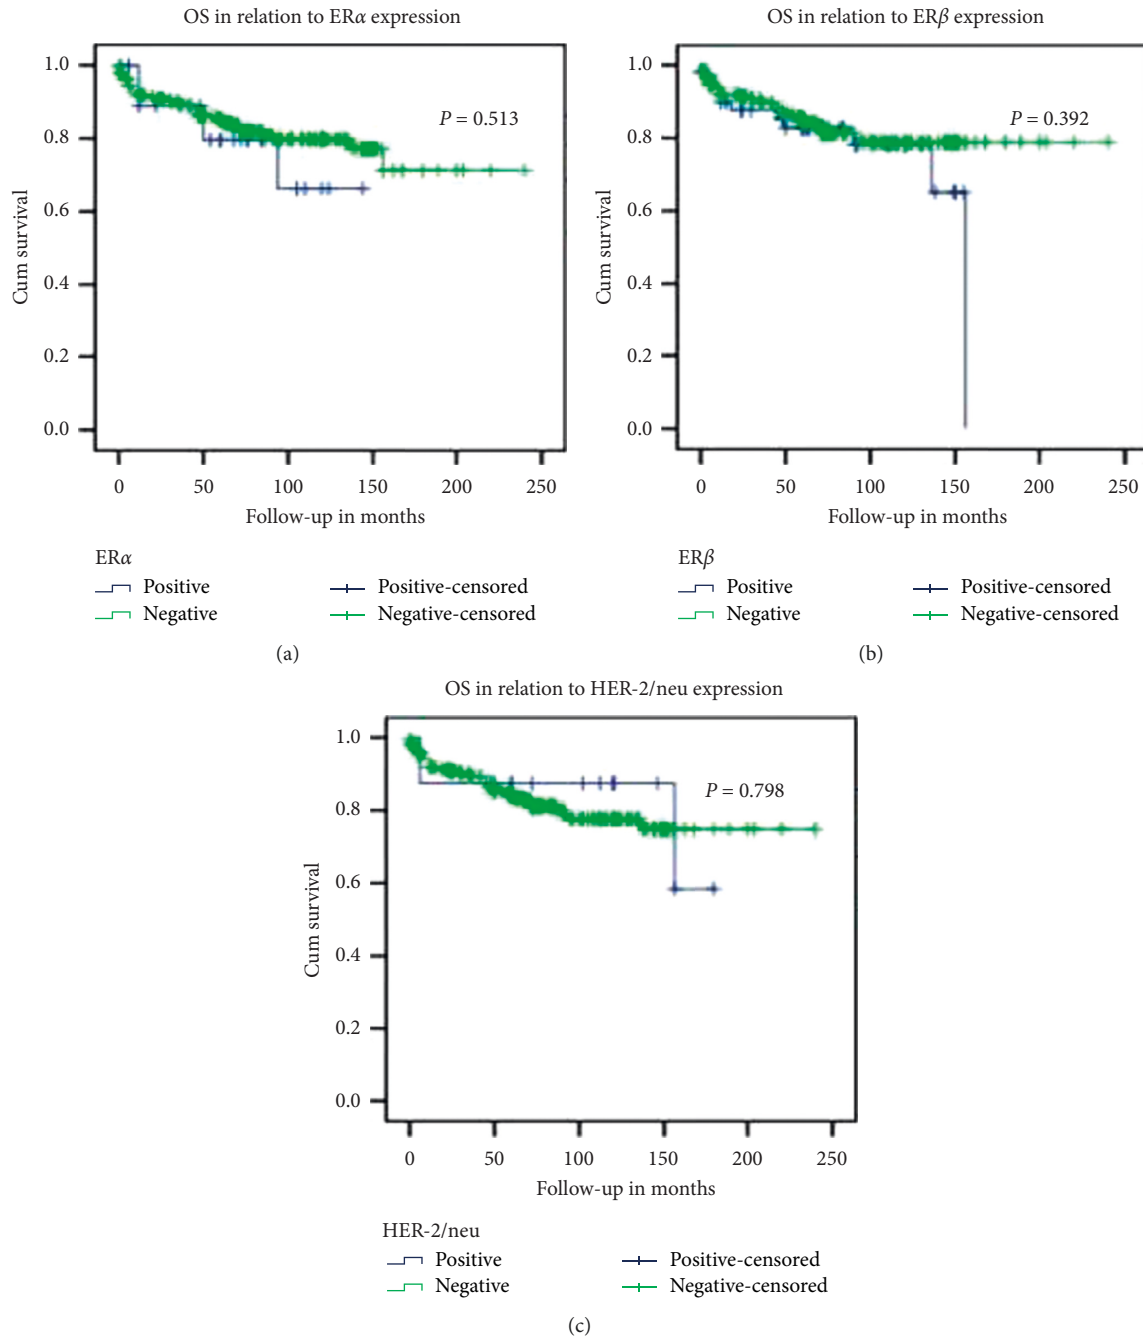 OS in relation to ERα expression
1.0
0.8
0.6
0.4
0.2
0.0
Cum survival
P = 0.513
0 50 100 150 200 250
Follow-up in months
ERα
Positive Positive-censored
Negative Negative-censored
(a)
OS in relation to ERβ expression
1.0
0.8
0.6
0.4
0.2
0.0
Cum survival
P = 0.392
0 50 100 150 200 250
Follow-up in months
ERβ
Positive Positive-censored
Negative Negative-censored
(b)
OS in relation to HER-2/neu expression
1.0
0.8
0.6
0.4
0.2
0.0
Cum survival
P = 0.798
0 50 100 150 200 250
Follow-up in months
HER-2/neu
Positive Positive-censored
Negative Negative-censored
(c)